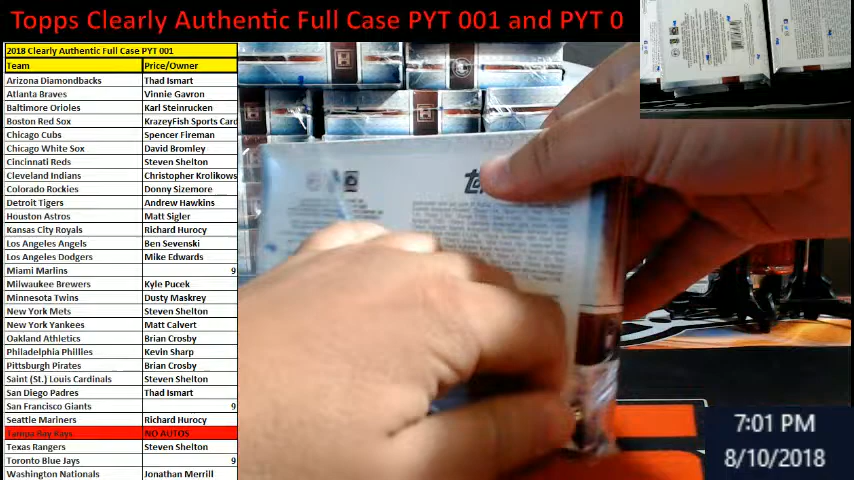 Topps Clearly Authentic Full Case PYT 001 and PYT 0
2018 Clearly Authentic Full Case PYT 001
Team Price/Owner
Arizona Diamondbacks Thad Ismart
Atlanta Braves Vinnie Gavron
Baltimore Orioles Karl Steinrucken
Boston Red Sox KrazeyFish Sports Card
Chicago Cubs Spencer Fireman
Chicago White Sox David Bromley
Cincinnati Reds Steven Shelton
Cleveland Indians Christopher Krolikows
Colorado Rockies Donny Sizemore
Detroit Tigers Andrew Hawkins
Houston Astros Matt Sigler
Kansas City Royals Richard Hurocy
Los Angeles Angels Ben Sevenski
Los Angeles Dodgers Mike Edwards
Miami Marlins 9
Milwaukee Brewers Kyle Pucek
Minnesota Twins Dusty Maskrey
New York Mets Steven Shelton
New York Yankees Matt Calvert
Oakland Athletics Brian Crosby
Philadelphia Phillies Kevin Sharp
Pittsburgh Pirates Brian Crosby
Saint (St.) Louis Cardinals Steven Shelton
San Diego Padres Thad Ismart
San Francisco Giants 9
Seattle Mariners Richard Hurocy
Tampa Bay Rays NO AUTOS
Texas Rangers Steven Shelton
Toronto Blue Jays 9
Washington Nationals Jonathan Merrill
7:01 PM
8/10/2018